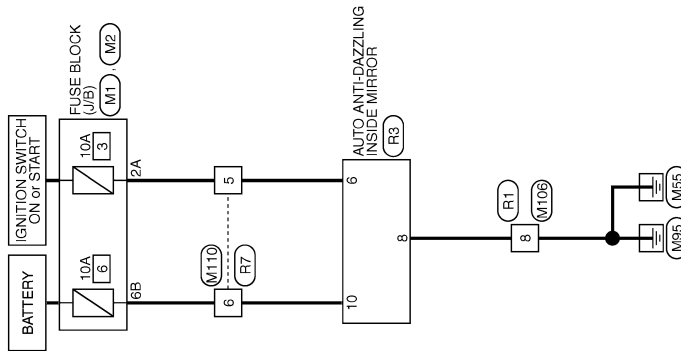 BATTERY
IGNITION SWITCH
ON or START
FUSE BLOCK
(J/B)
M1 , M2
10A
6
10A
3
6B
2A
M110
6
5
R7
10
6
AUTO ANTI-DAZZLING
INSIDE MIRROR
R3
8
R1
8
M106
M95
M55